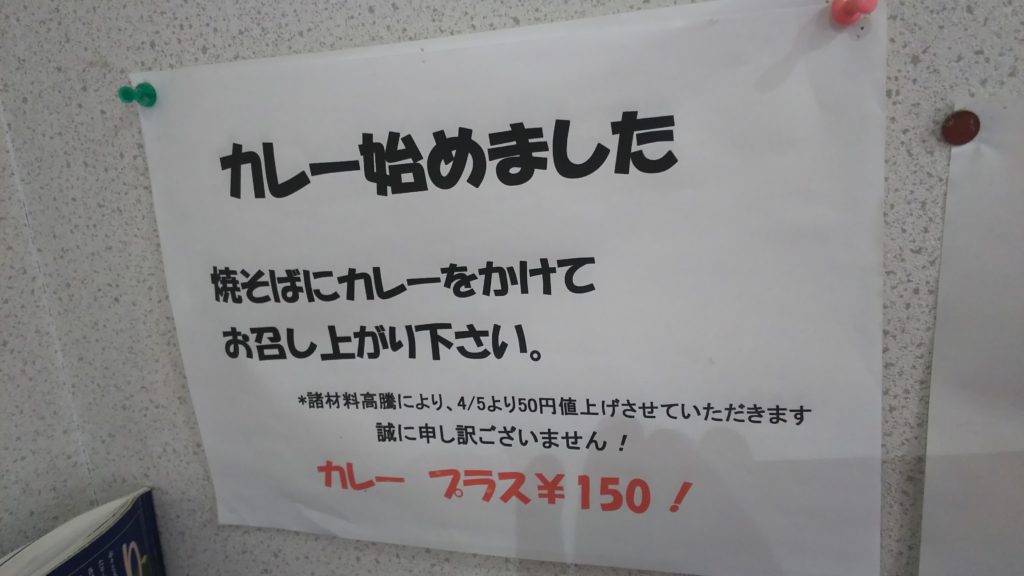 カレー始めました
焼そばにカレーをかけて
お召し上がり下さい。
*諸材料高騰により、4/5より50円値上げさせていただきます
誠に申し訳ございません！
カレー プラス￥150！